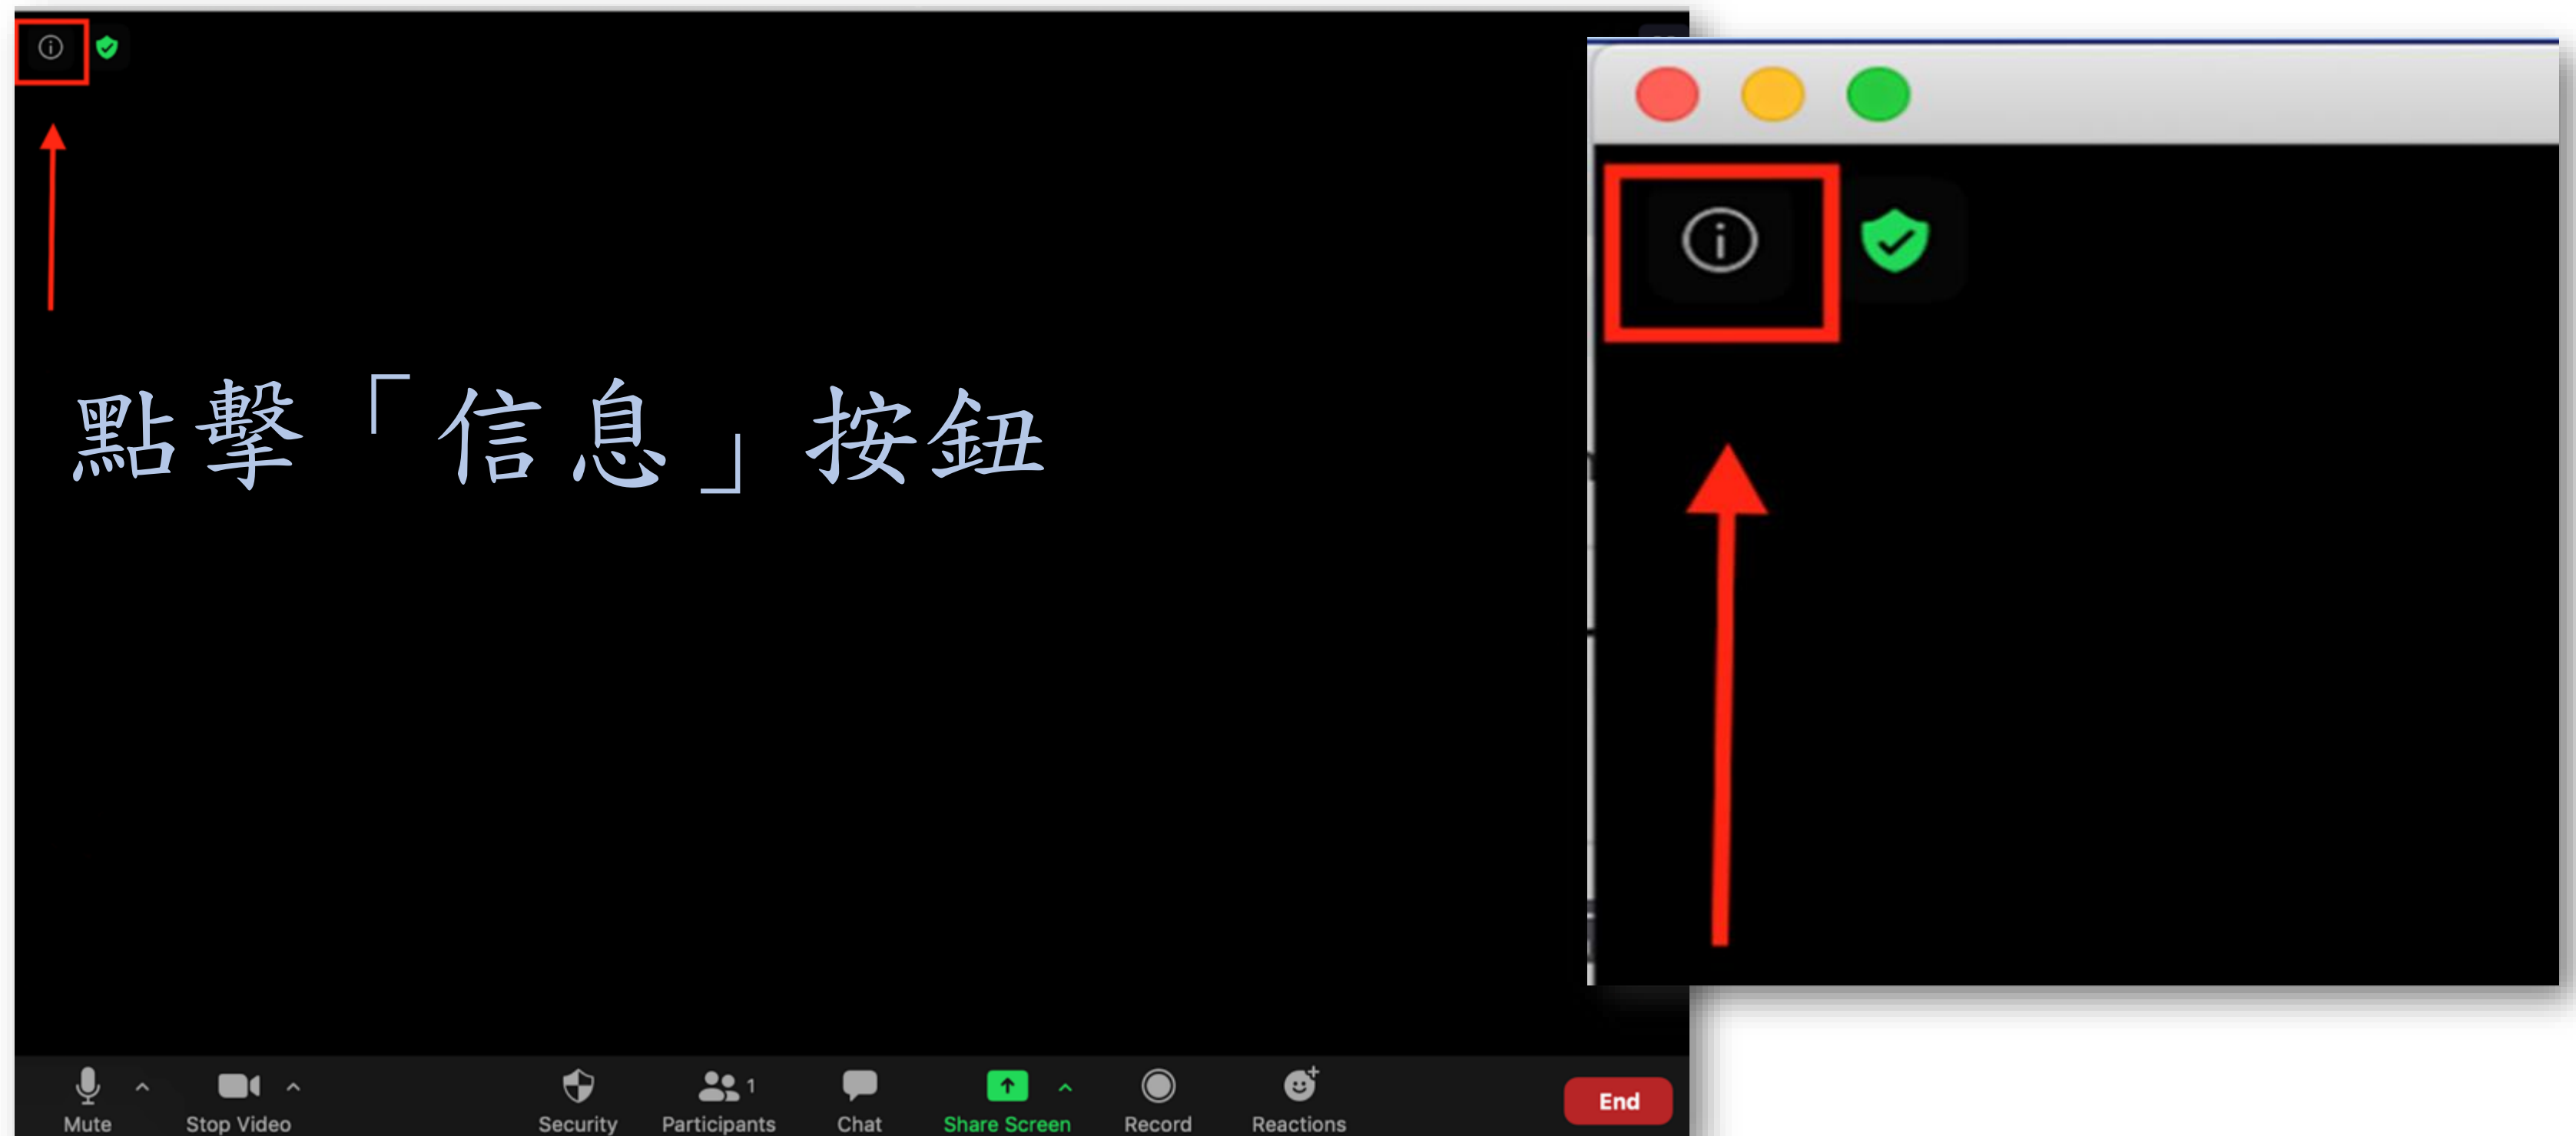 點擊「信息」按鈕
1
Mute
Stop Video
Security
Participants
Chat
Share Screen
Record
Reactions
End